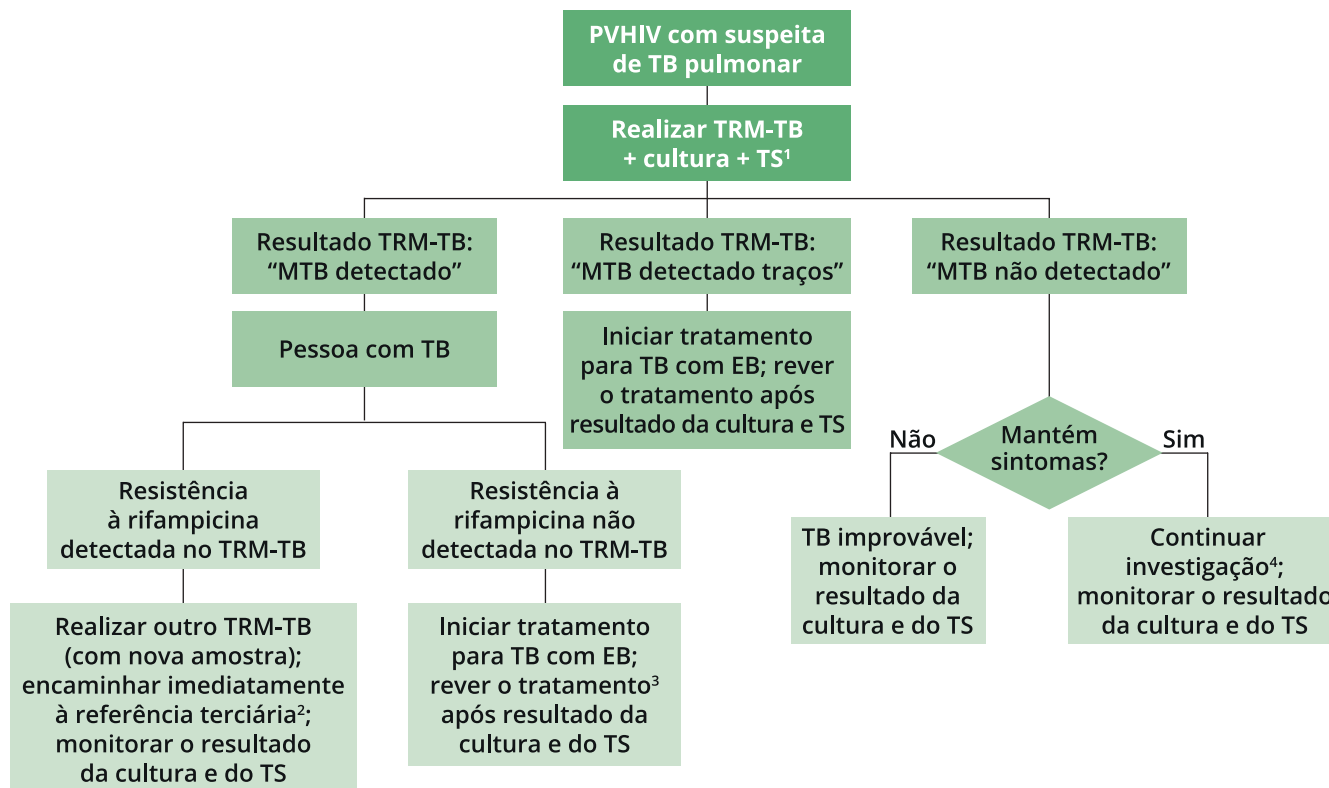 PVHIV com suspeita
de TB pulmonar
Realizar TRM-TB
+ cultura + TS¹
Resultado TRM-TB:
“MTB detectado”
Resultado TRM-TB:
“MTB detectado traços”
Resultado TRM-TB:
“MTB não detectado”
Pessoa com TB
Iniciar tratamento
para TB com EB; rever
o tratamento após
resultado da cultura e TS
Não
Mantém
sintomas?
Sim
Resistência
à rifampicina
detectada no TRM-TB
Resistência à
rifampicina não
detectada no TRM-TB
TB improvável;
monitorar o
resultado da
cultura e do TS
Continuar
investigação⁴;
monitorar o resultado
da cultura e do TS
Realizar outro TRM-TB
(com nova amostra);
encaminhar imediatamente
à referência terciária²;
monitorar o resultado
da cultura e do TS
Iniciar tratamento
para TB com EB;
rever o tratamento³
após resultado da
cultura e do TS